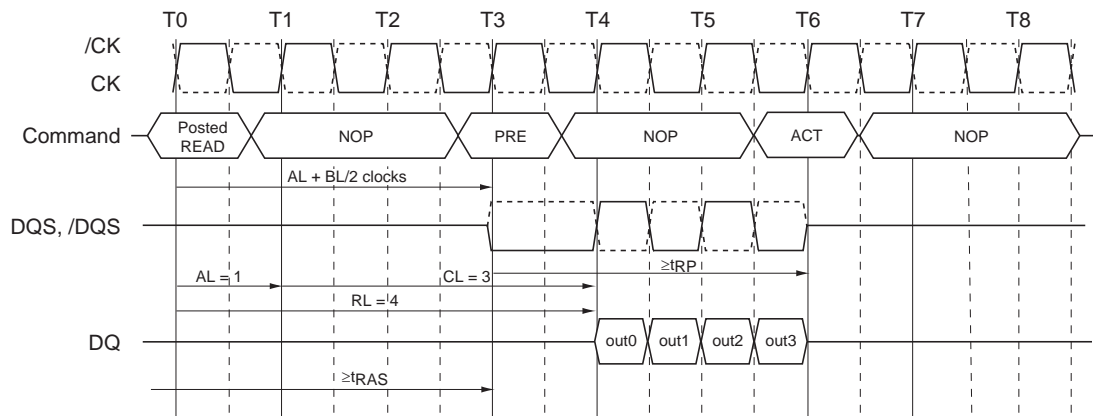 T0 T1 T2 T3 T4 T5 T6 T7 T8
/CK
CK
Command
Posted
READ
NOP
PRE
NOP
ACT
NOP
AL + BL/2 clocks
DQS, /DQS
≥tRP
AL = 1
CL = 3
RL = 4
DQ
out0 out1 out2 out3
≥tRAS